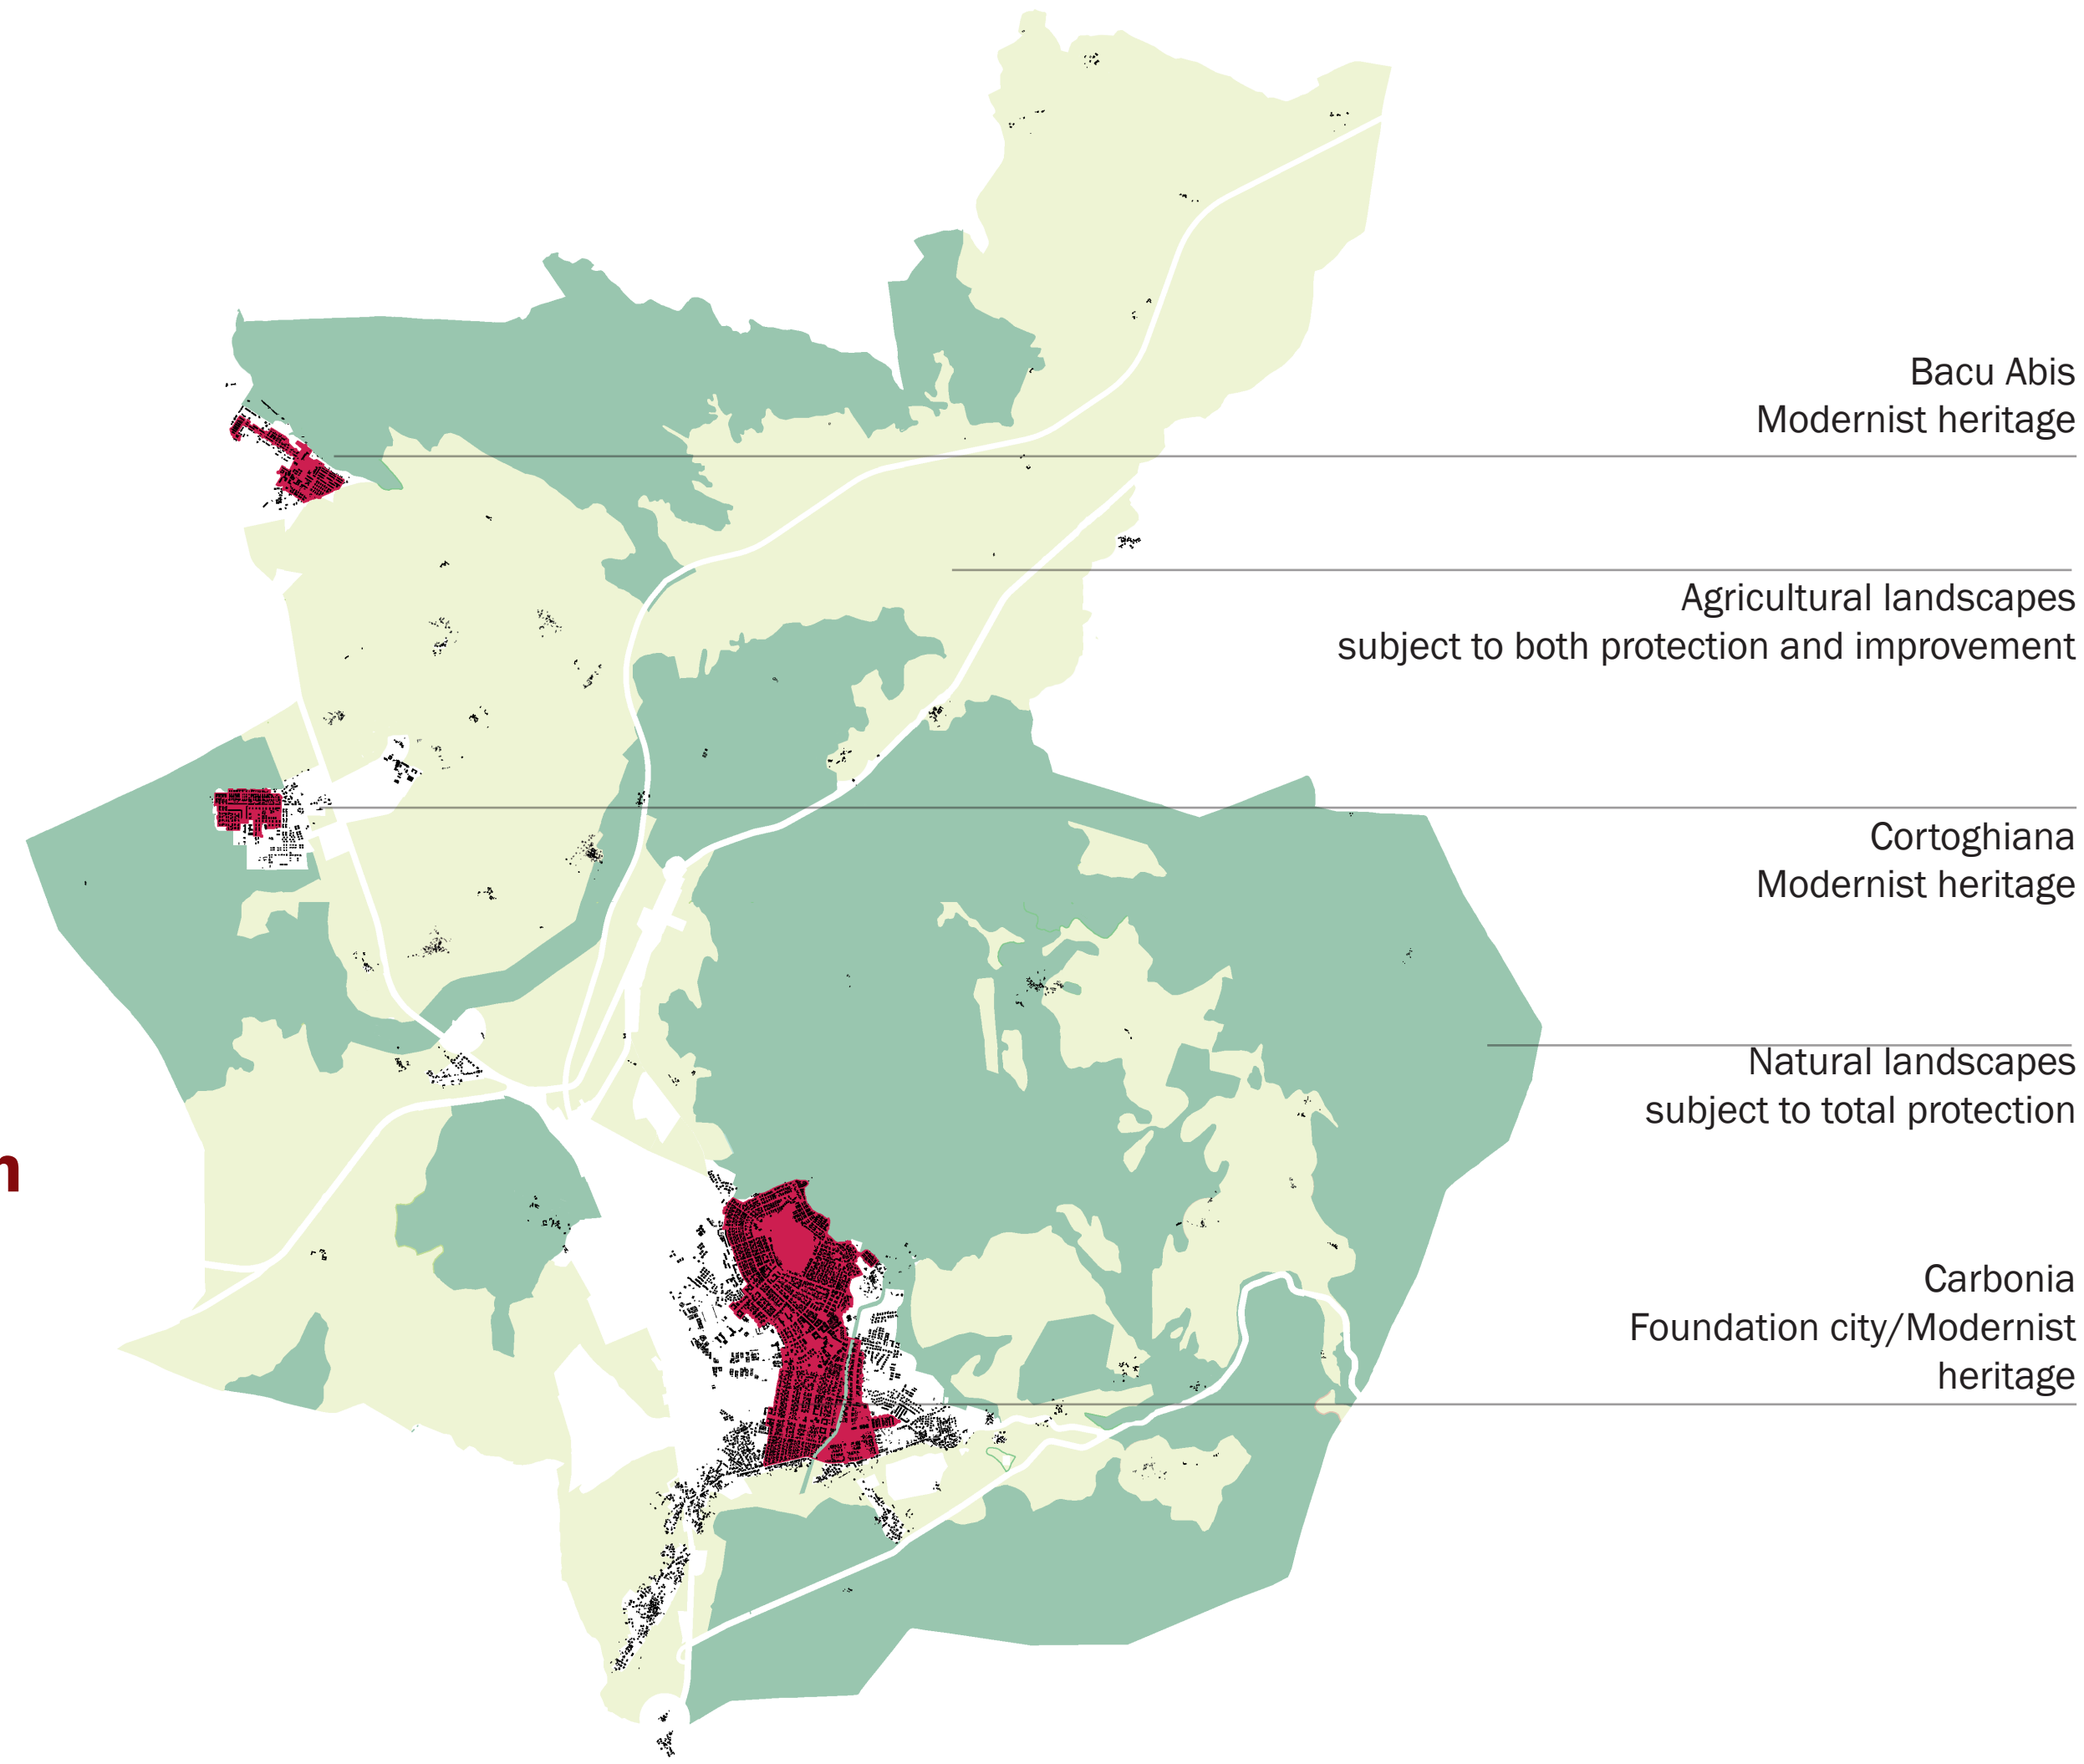 Bacu Abis
Modernist heritage
Agricultural landscapes
subject to both protection and improvement
Cortoghiana
Modernist heritage
Natural landscapes
subject to total protection
Carbonia
Foundation city/Modernist
heritage